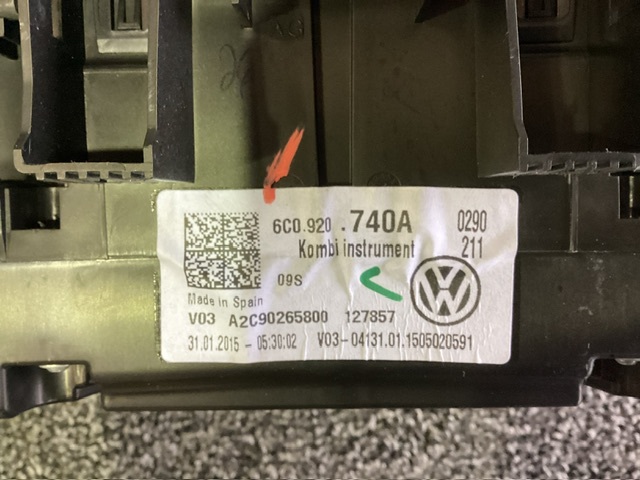 6C0.920 .740A 0290
Kombi instrument 211
09S
Made in Spain
V03 A2C90265800 127857
31.01.2015 - 05:30:02 V03-04131.01.1505020591